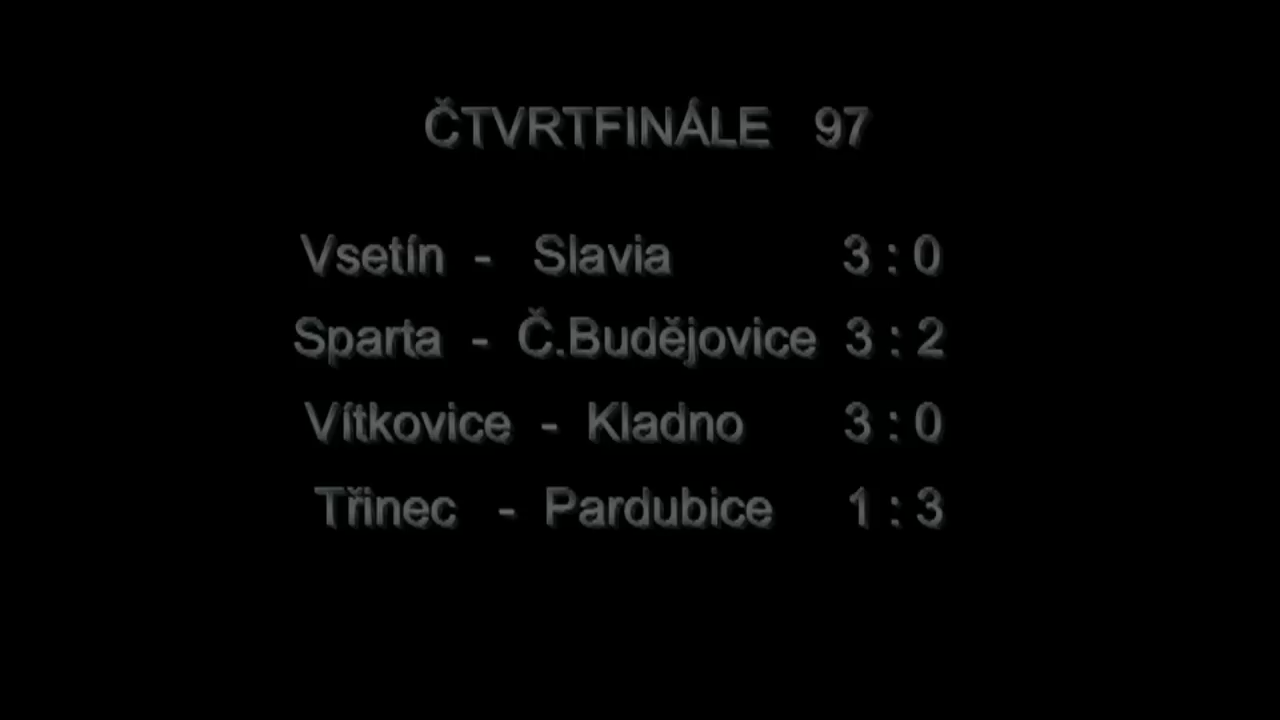 ČTVRTFINÁLE 97
Vsetín - Slavia 3 : 0
Sparta - Č.Budějovice 3 : 2
Vítkovice - Kladno 3 : 0
Třinec - Pardubice 1 : 3